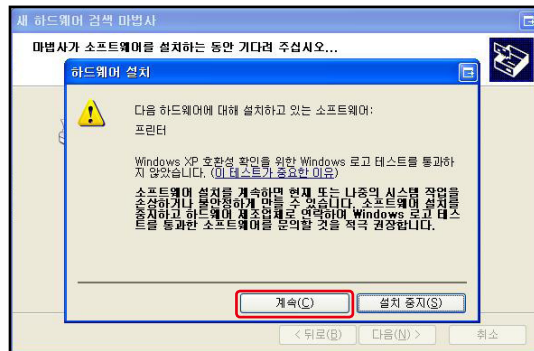 새 하드웨어 검색 마법사
마법사가 소프트웨어를 설치하는 동안 기다려 주십시오...
하드웨어 설치
다음 하드웨어에 대해 설치하고 있는 소프트웨어:
프린터
Windows XP 호환성 확인을 위한 Windows 로고 테스트를 통과하
지 않았습니다. (이 테스트가 중요한 이유)
소프트웨어 설치를 계속하면 현재 또는 나중의 시스템 작업을
손상하거나 불안정하게 만들 수 있습니다. 소프트웨어 설치를
중지하고 하드웨어 제조업체로 연락하여 Windows 로고 테스
트를 통과한 소프트웨어를 문의할 것을 적극 권장합니다.
계속(C) 설치 중지(S)
< 뒤로(B) 다음(N) > 취소